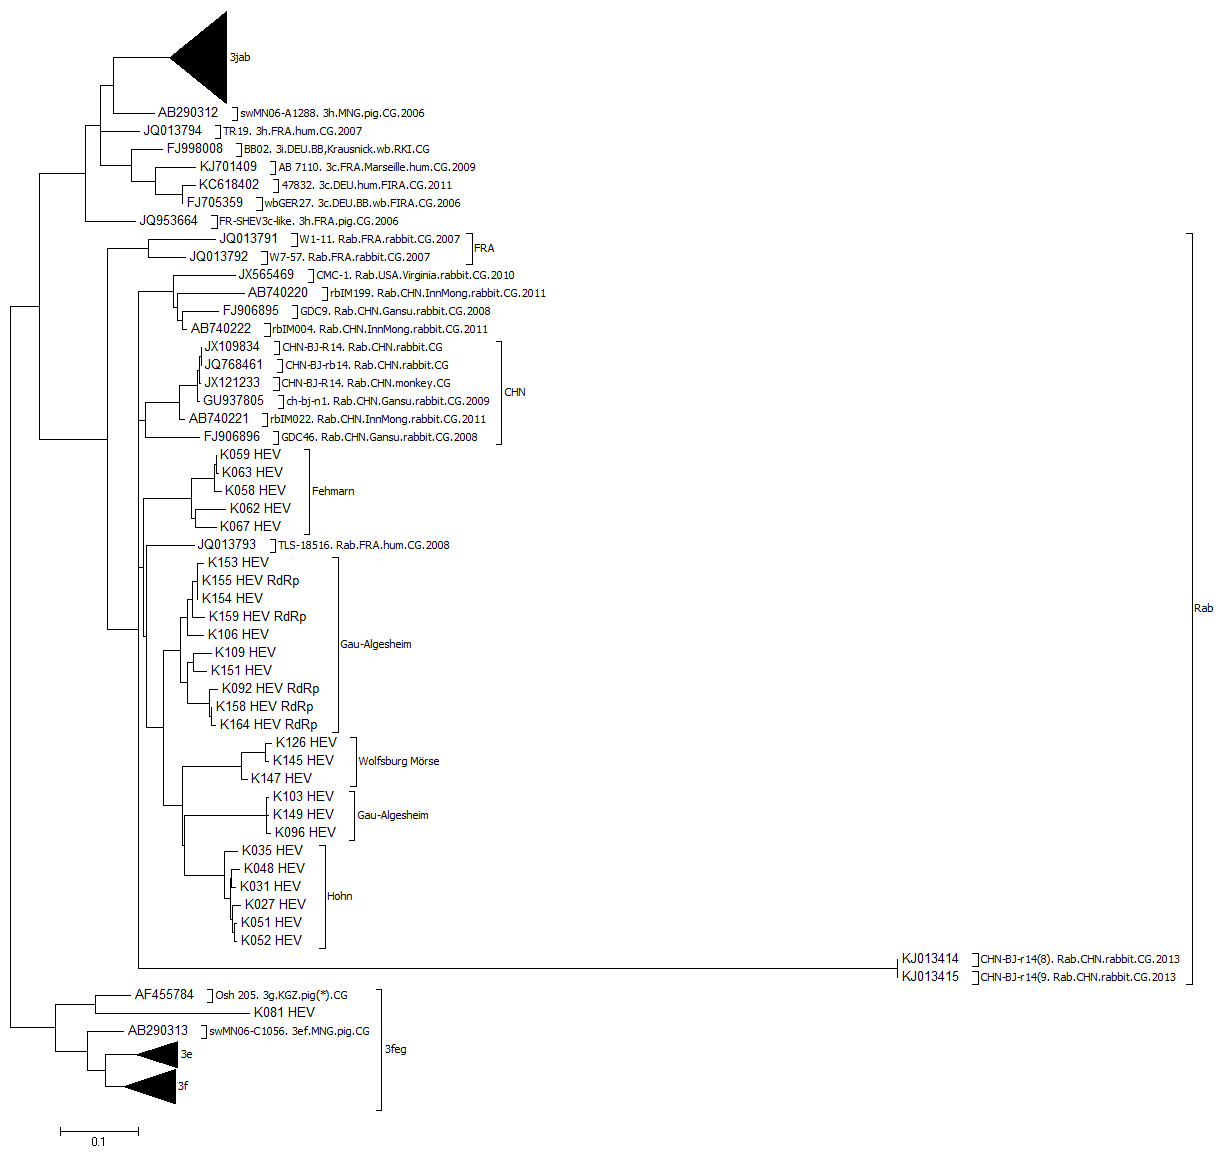 3jab
AB290312 swMN06-A1288. 3h.MNG.pig.CG.2006
JQ013794 TR19. 3h.FRA.hum.CG.2007
FJ998008 BB02. 3i.DEU.BB,Krausnick.wb.RKI.CG
KJ701409 AB 7110. 3c.FRA.Marseille.hum.CG.2009
KC618402 47832. 3c.DEU.hum.FIRA.CG.2011
FJ705359 wbGER27. 3c.DEU.BB.wb.FIRA.CG.2006
JQ953664 FR-SHEV3c-like. 3h.FRA.pig.CG.2006
JQ013791 W1-11. Rab.FRA.rabbit.CG.2007
FRA
JQ013792 W7-57. Rab.FRA.rabbit.CG.2007
JX565469 CMC-1. Rab.USA.Virginia.rabbit.CG.2010
AB740220 rbIM199. Rab.CHN.InnMong.rabbit.CG.2011
FJ906895 GDC9. Rab.CHN.Gansu.rabbit.CG.2008
AB740222 rbIM004. Rab.CHN.InnMong.rabbit.CG.2011
JX109834 CHN-BJ-R14. Rab.CHN.rabbit.CG
JQ768461 CHN-BJ-rb14. Rab.CHN.rabbit.CG
JX121233 CHN-BJ-R14. Rab.CHN.monkey.CG
CHN
GU937805 ch-bj-n1. Rab.CHN.Gansu.rabbit.CG.2009
AB740221 rbIM022. Rab.CHN.InnMong.rabbit.CG.2011
FJ906896 GDC46. Rab.CHN.Gansu.rabbit.CG.2008
K059 HEV
K063 HEV
K058 HEV
Fehmarn
K062 HEV
K067 HEV
JQ013793 TLS-18516. Rab.FRA.hum.CG.2008
K153 HEV
K155 HEV RdRp
K154 HEV
K159 HEV RdRp
Rab
K106 HEV
Gau-Algesheim
K109 HEV
K151 HEV
K092 HEV RdRp
K158 HEV RdRp
K164 HEV RdRp
K126 HEV
K145 HEV
Wolfsburg Mörse
K147 HEV
K103 HEV
K149 HEV
Gau-Algesheim
K096 HEV
K035 HEV
K048 HEV
K031 HEV
Hohn
K027 HEV
K051 HEV
K052 HEV
KJ013414 CHN-BJ-r14(8). Rab.CHN.rabbit.CG.2013
KJ013415 CHN-BJ-r14(9. Rab.CHN.rabbit.CG.2013
AF455784 Osh 205. 3g.KGZ.pig(*).CG
K081 HEV
AB290313 swMN06-C1056. 3ef.MNG.pig.CG
3feg
3e
3f
0.1